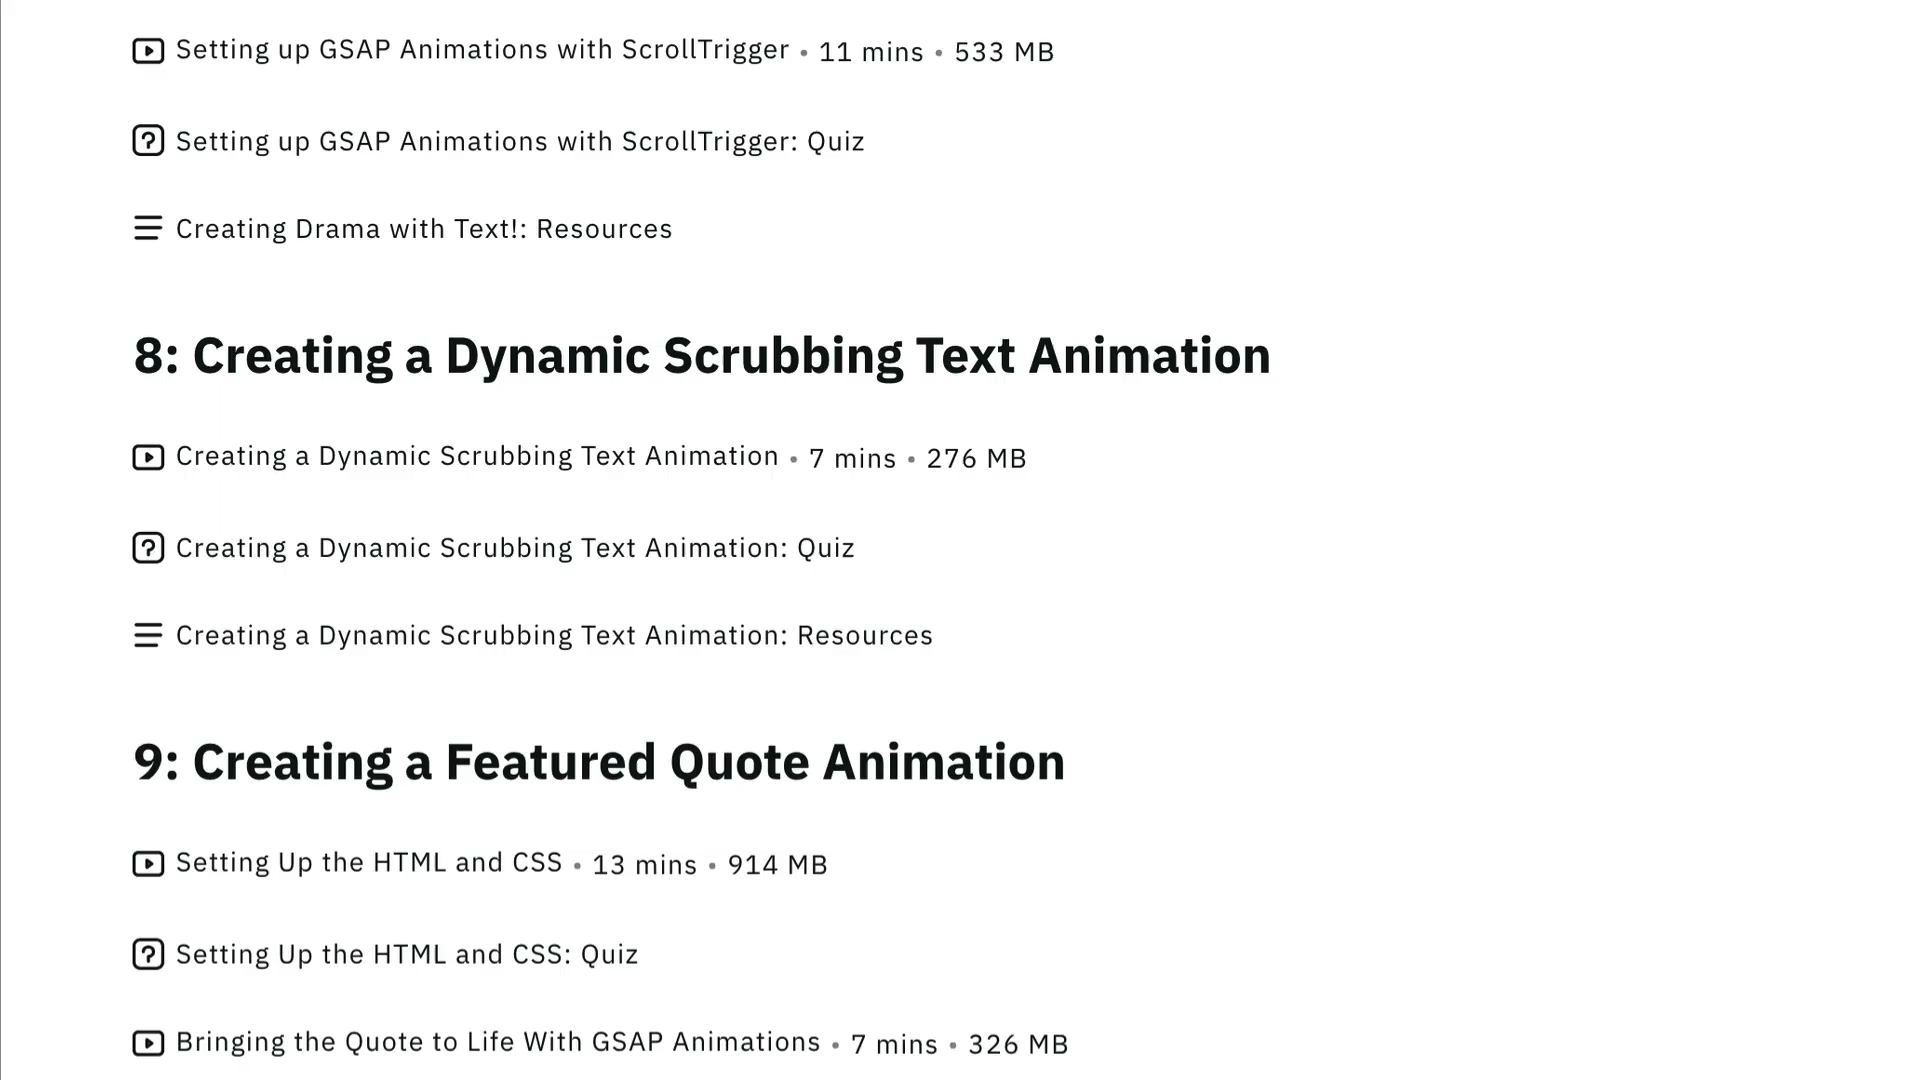 Setting up GSAP Animations with ScrollTrigger • 11 mins • 533 MB
Setting up GSAP Animations with ScrollTrigger: Quiz
Creating Drama with Text!: Resources
8: Creating a Dynamic Scrubbing Text Animation
Creating a Dynamic Scrubbing Text Animation • 7 mins • 276 MB
Creating a Dynamic Scrubbing Text Animation: Quiz
Creating a Dynamic Scrubbing Text Animation: Resources
9: Creating a Featured Quote Animation
Setting Up the HTML and CSS • 13 mins • 914 MB
Setting Up the HTML and CSS: Quiz
Bringing the Quote to Life With GSAP Animations • 7 mins • 326 MB